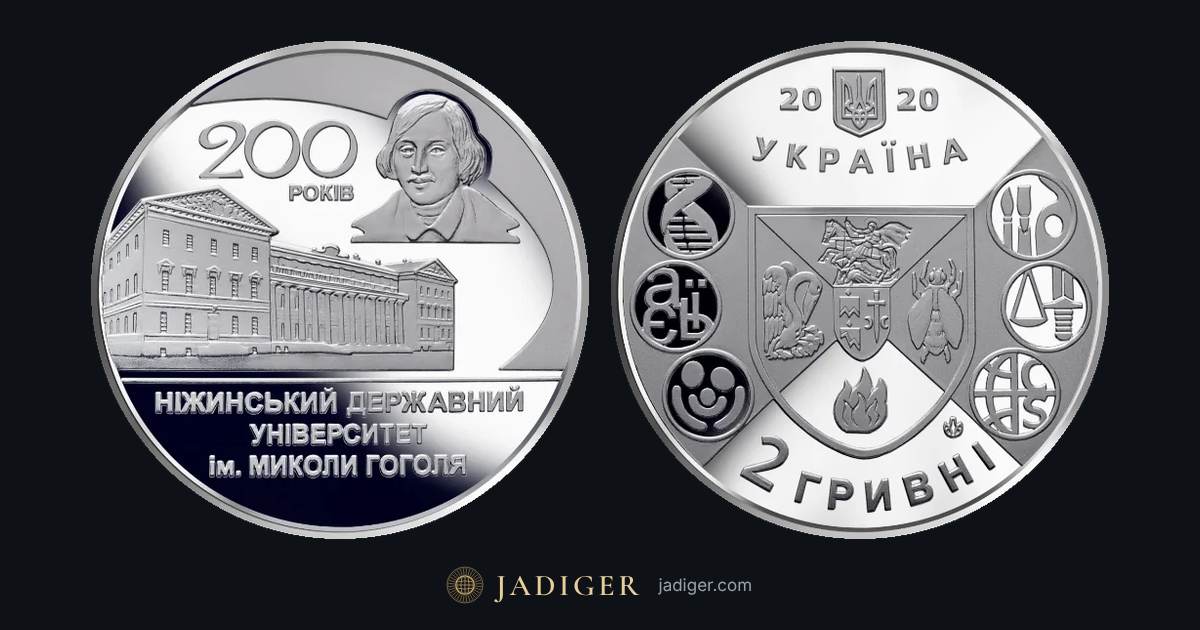 200
РОКІВ
НІЖИНСЬКИЙ ДЕРЖАВНИЙ
УНІВЕРСИТЕТ
ім. МИКОЛИ ГОГОЛЯ
20 20
УКРАЇНА
2 ГРИВНІ
JADIGER jadiger.com